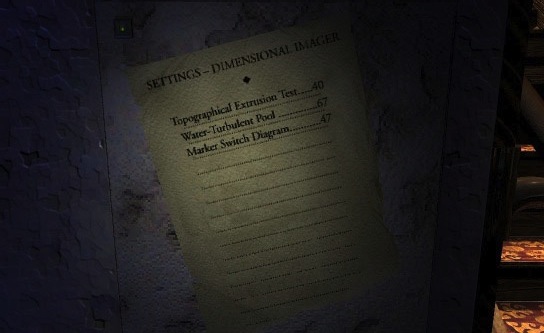 SETTINGS – DIMENSIONAL IMAGER
Topographical Extrusion Test.....40
Water-Turbulent Pool ..............67
Marker Switch Diagram..........47